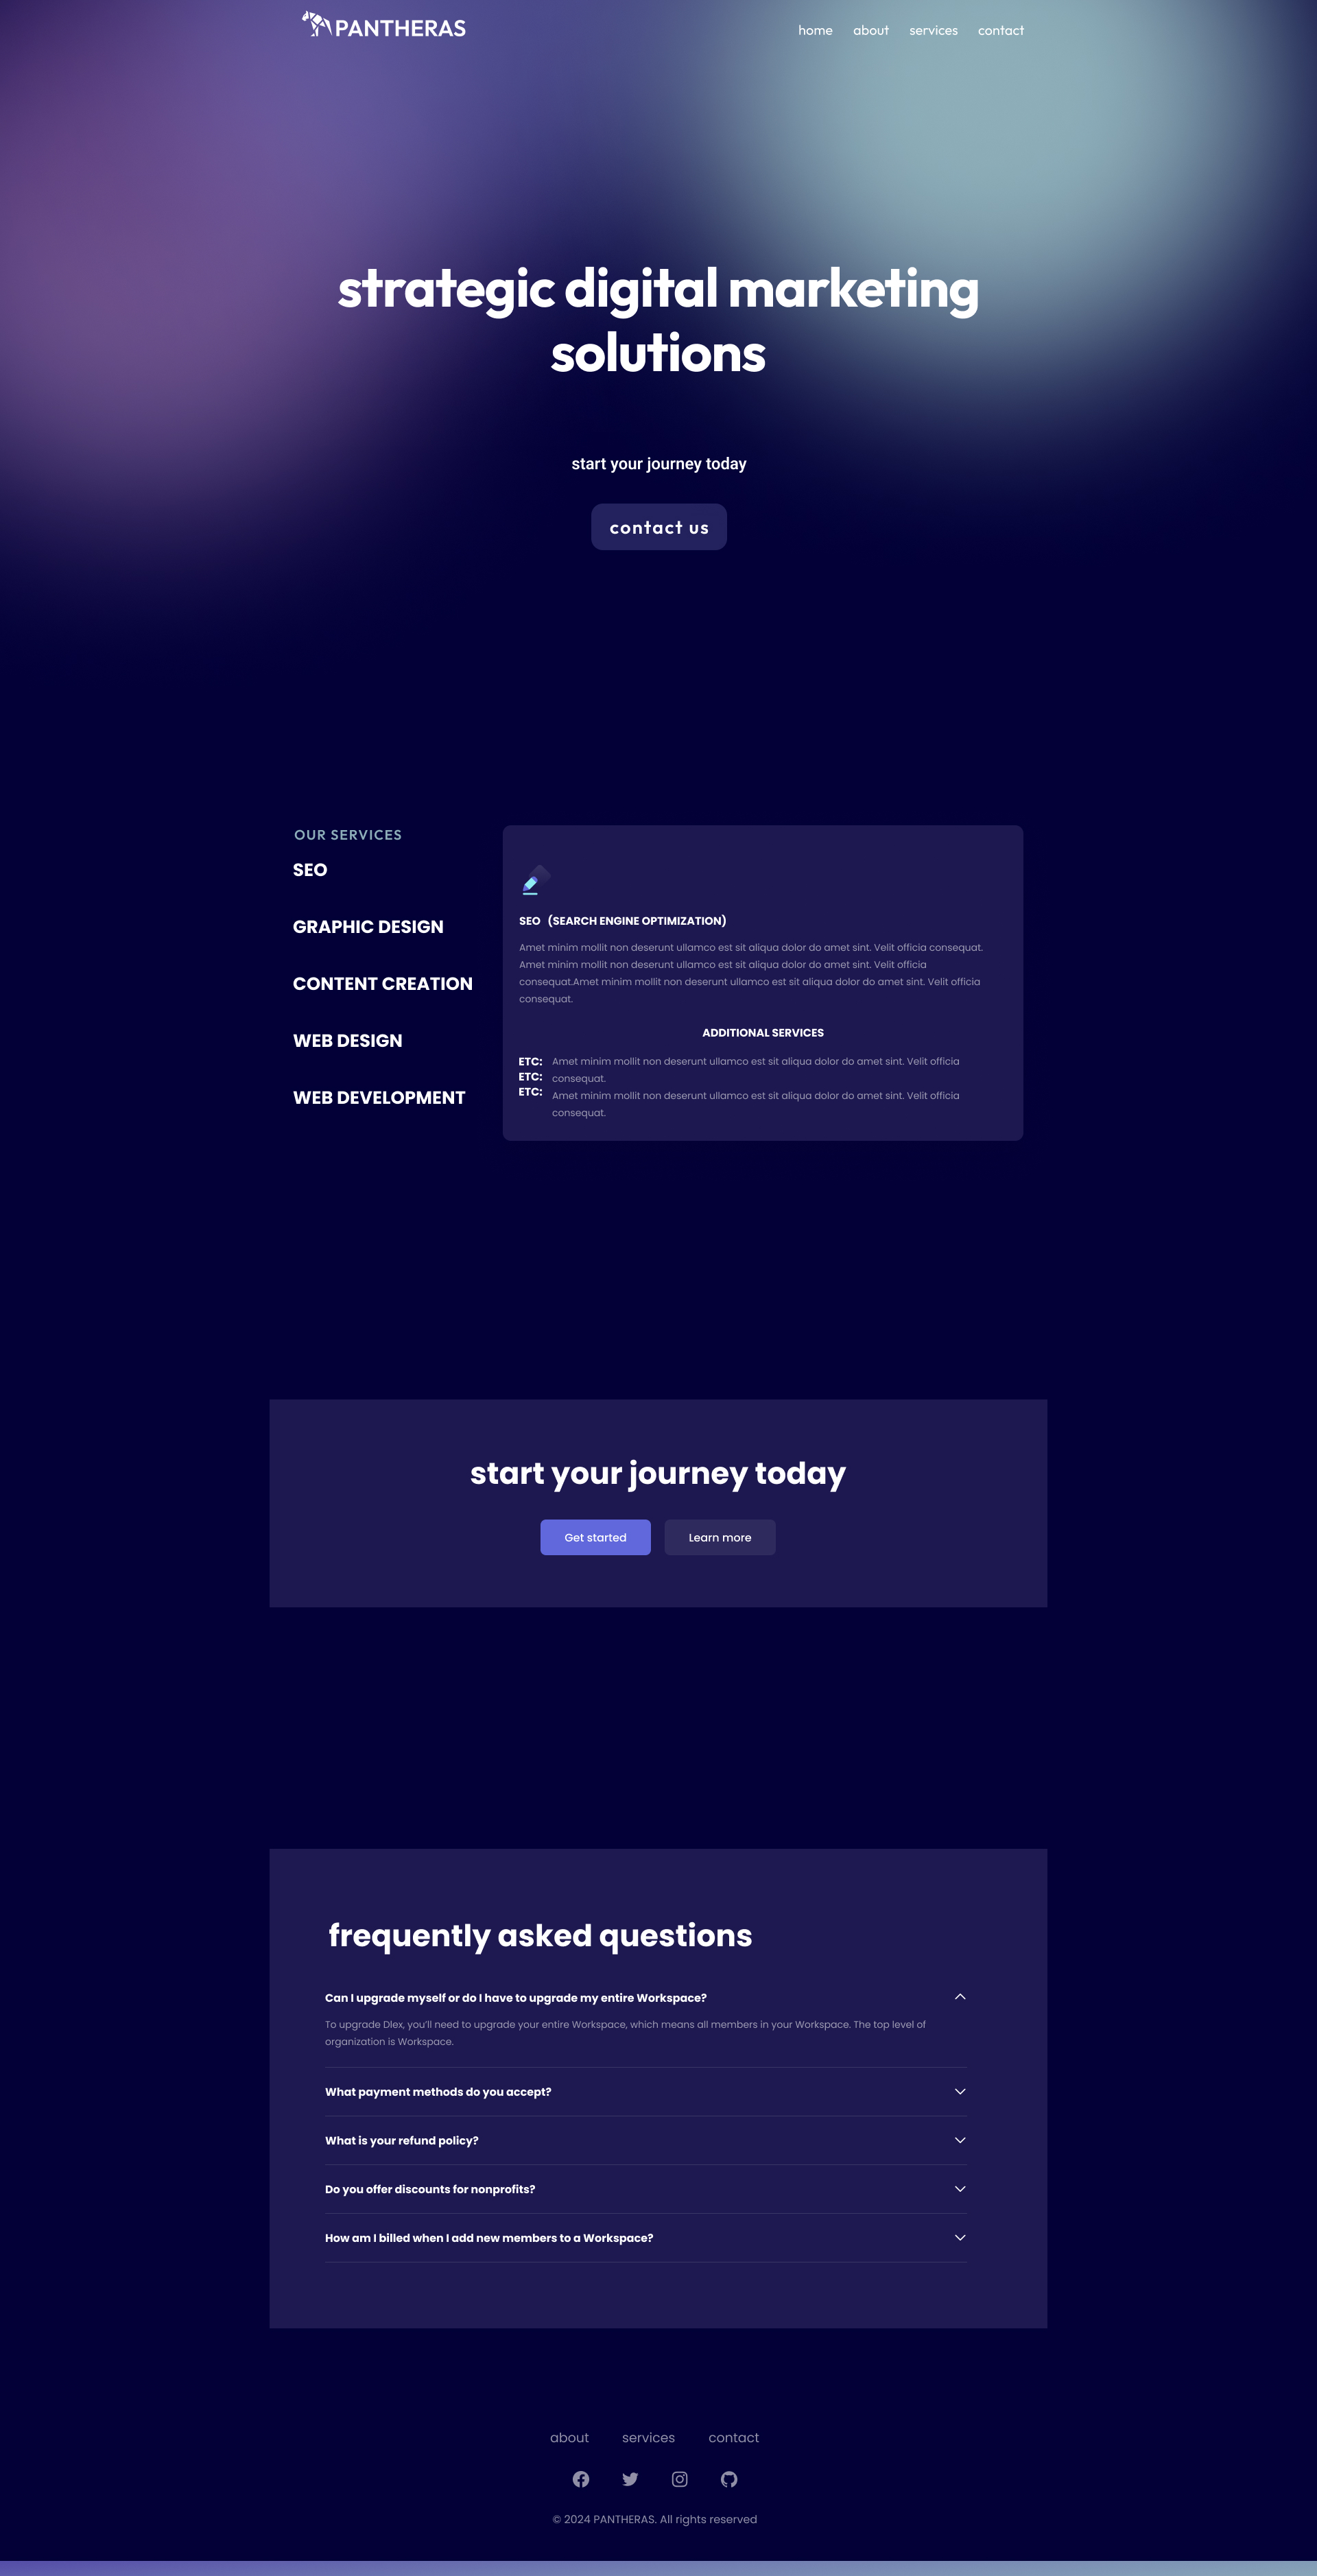 PANTHERAS
home about services contact
strategic digital marketing
solutions
start your journey today
contact us
OUR SERVICES
SEO
GRAPHIC DESIGN
CONTENT CREATION
WEB DESIGN
WEB DEVELOPMENT
SEO (SEARCH ENGINE OPTIMIZATION)
Amet minim mollit non deserunt ullamco est sit aliqua dolor do amet sint. Velit officia consequat.
Amet minim mollit non deserunt ullamco est sit aliqua dolor do amet sint. Velit officia
consequat.Amet minim mollit non deserunt ullamco est sit aliqua dolor do amet sint. Velit officia
consequat.
ADDITIONAL SERVICES
ETC:
ETC:
ETC:
Amet minim mollit non deserunt ullamco est sit aliqua dolor do amet sint. Velit officia
consequat.
Amet minim mollit non deserunt ullamco est sit aliqua dolor do amet sint. Velit officia
consequat.
start your journey today
Get started Learn more
frequently asked questions
Can I upgrade myself or do I have to upgrade my entire Workspace?
To upgrade Dlex, you’ll need to upgrade your entire Workspace, which means all members in your Workspace. The top level of
organization is Workspace.
What payment methods do you accept?
What is your refund policy?
Do you offer discounts for nonprofits?
How am I billed when I add new members to a Workspace?
about services contact
© 2024 PANTHERAS. All rights reserved